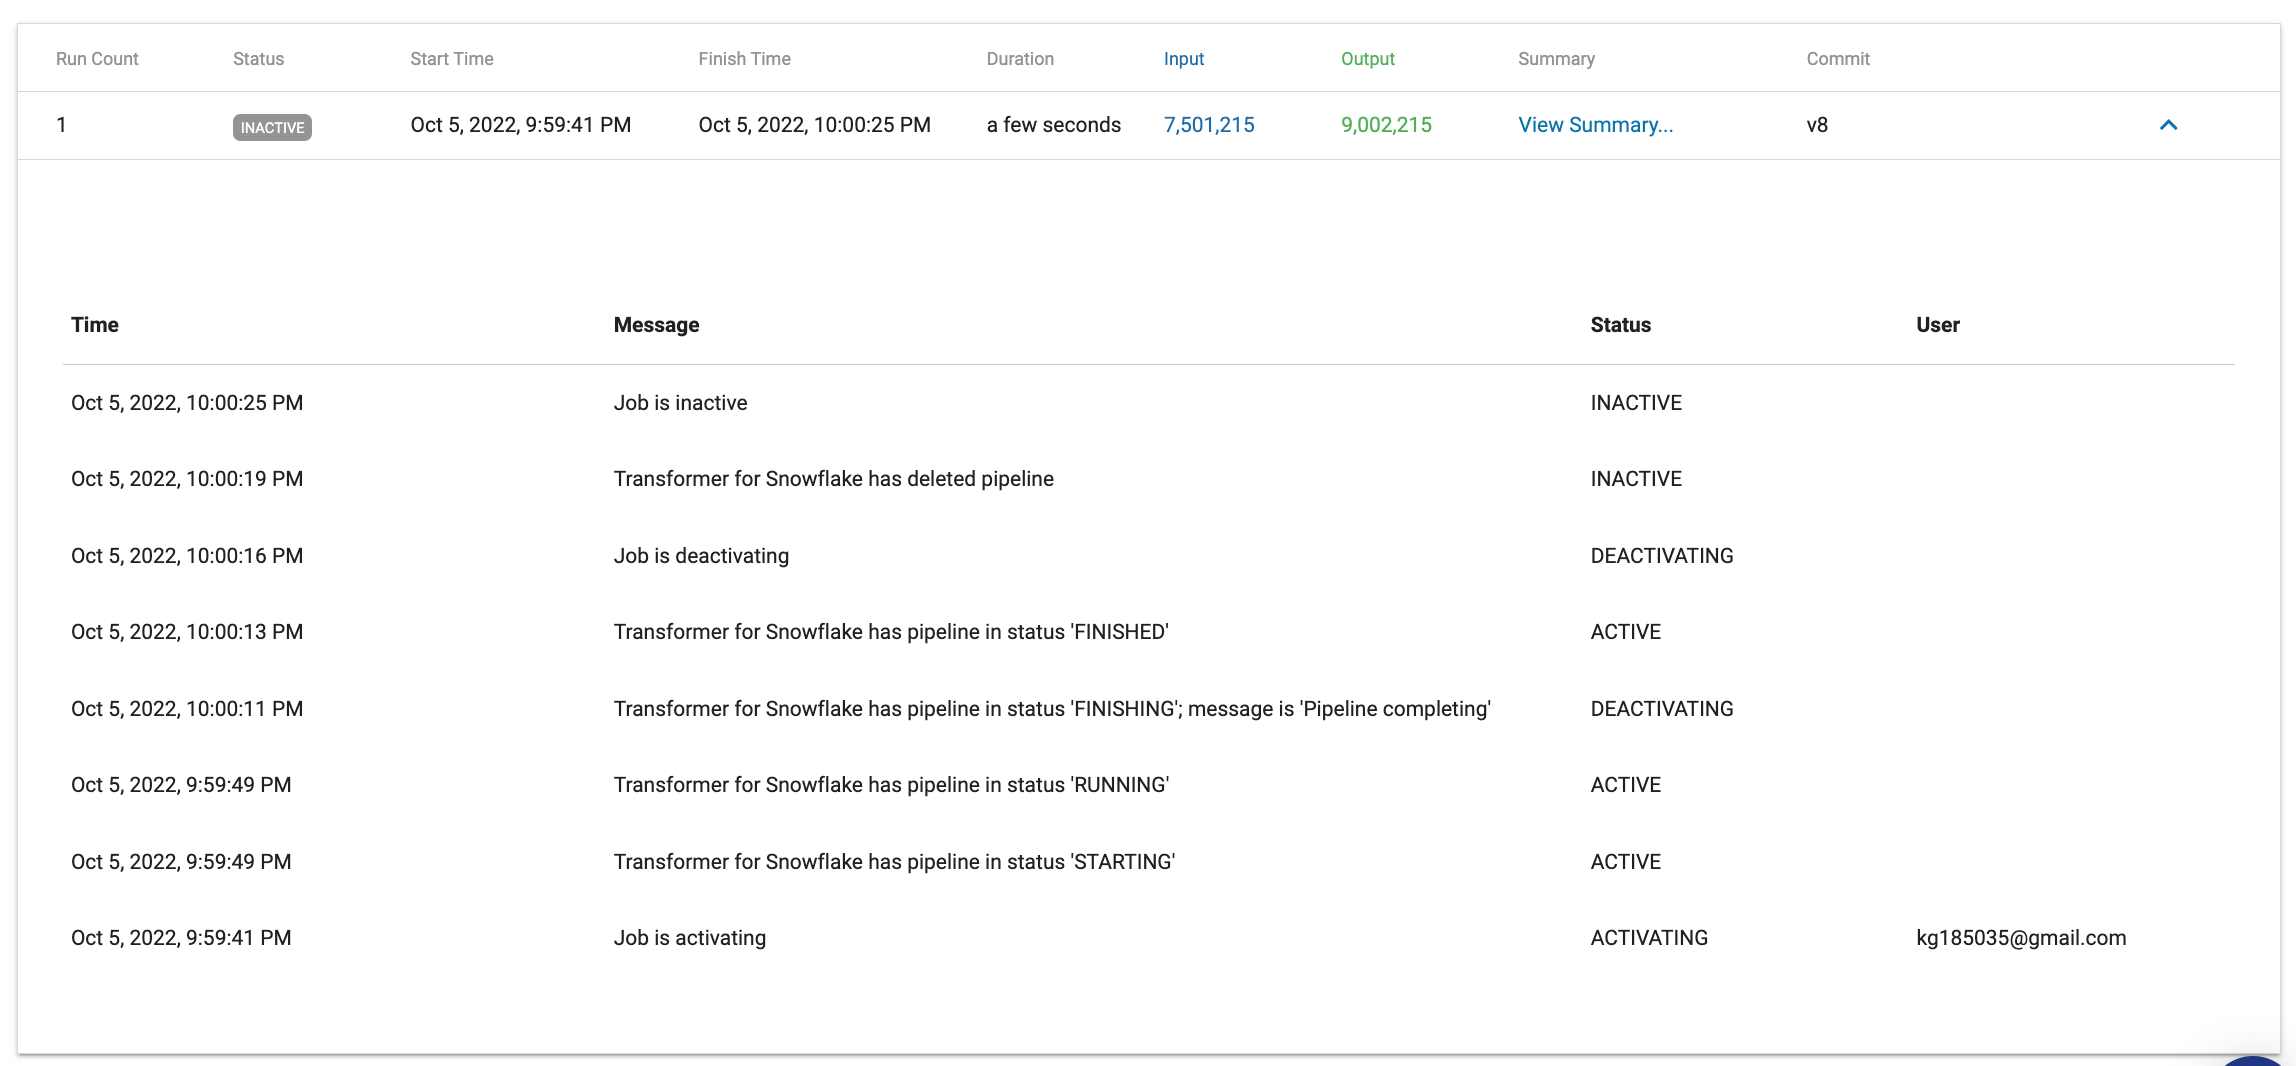 Run Count Status Start Time Finish Time Duration Input Output Summary Commit
1 INACTIVE Oct 5, 2022, 9:59:41 PM Oct 5, 2022, 10:00:25 PM a few seconds 7,501,215 9,002,215 View Summary... v8
Time Message Status User
Oct 5, 2022, 10:00:25 PM Job is inactive INACTIVE
Oct 5, 2022, 10:00:19 PM Transformer for Snowflake has deleted pipeline INACTIVE
Oct 5, 2022, 10:00:16 PM Job is deactivating DEACTIVATING
Oct 5, 2022, 10:00:13 PM Transformer for Snowflake has pipeline in status 'FINISHED' ACTIVE
Oct 5, 2022, 10:00:11 PM Transformer for Snowflake has pipeline in status 'FINISHING'; message is 'Pipeline completing' DEACTIVATING
Oct 5, 2022, 9:59:49 PM Transformer for Snowflake has pipeline in status 'RUNNING' ACTIVE
Oct 5, 2022, 9:59:49 PM Transformer for Snowflake has pipeline in status 'STARTING' ACTIVE
Oct 5, 2022, 9:59:41 PM Job is activating ACTIVATING kg185035@gmail.com